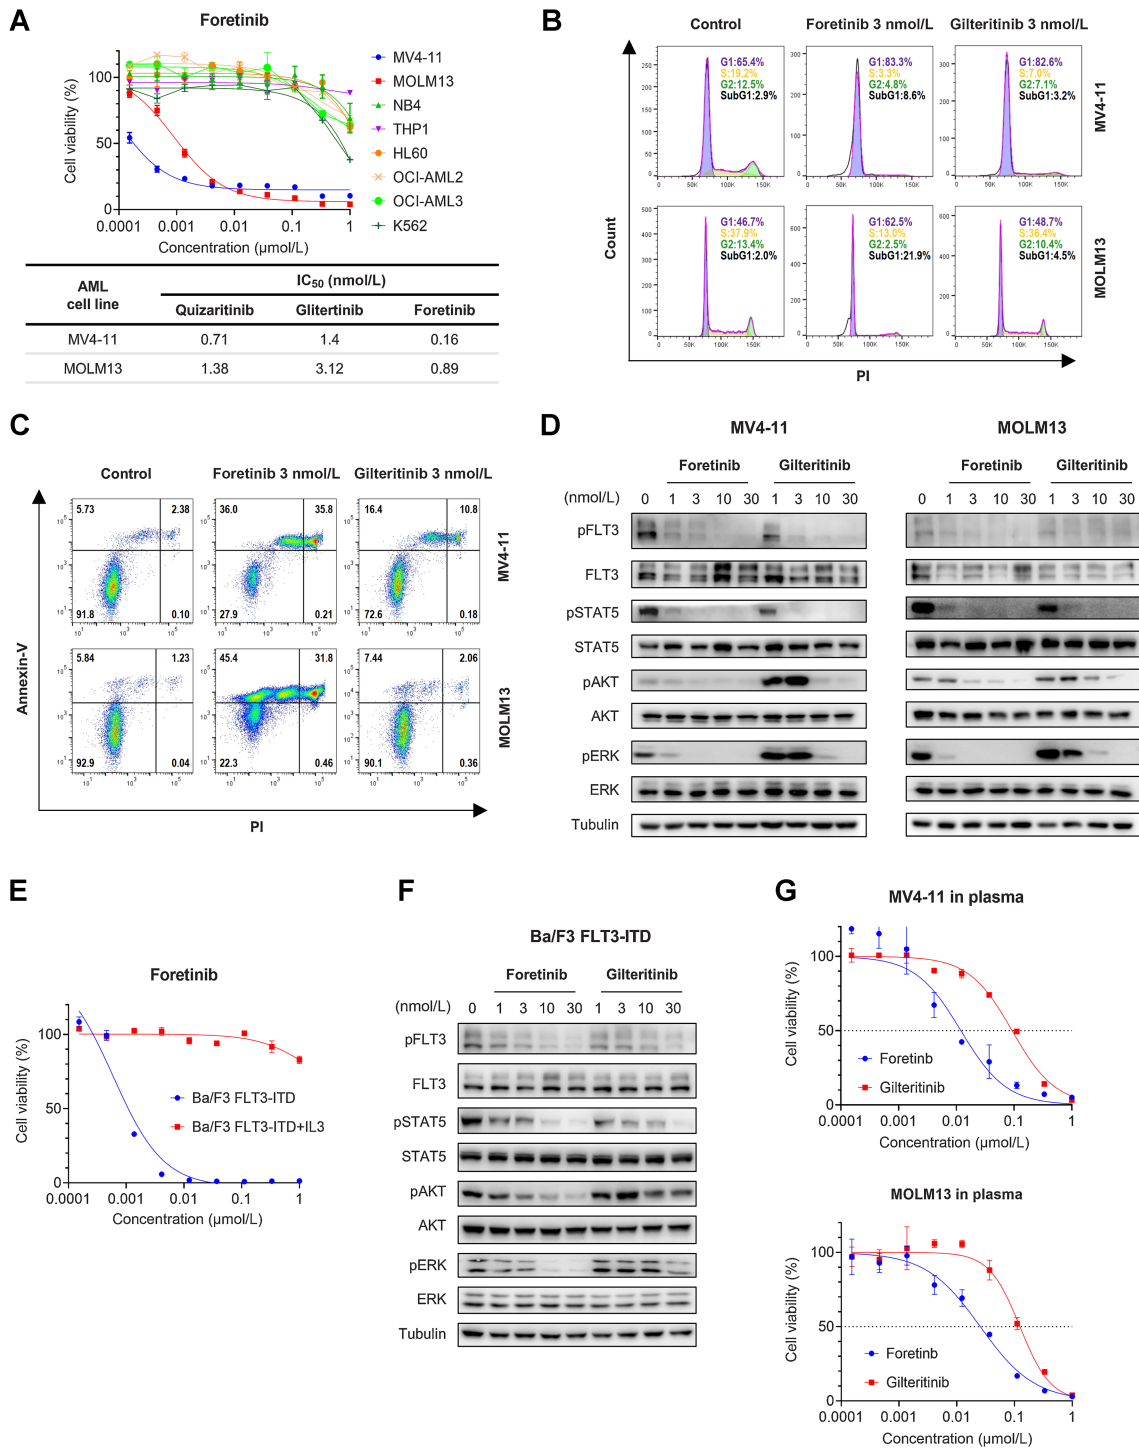 A
Foretinib
Cell viability (%)
100
50
0
0.0001
0.001
0.01
0.1
1
Concentration (µmol/L)
MV4-11
MOLM13
NB4
THP1
HL60
OCI-AML2
OCI-AML3
K562
AML cell line
IC50 (nmol/L)
Quizaritinib
Glitertinib
Foretinib
MV4-11
0.71
1.4
0.16
MOLM13
1.38
3.12
0.89
B
Control
Foretinib 3 nmol/L
Gilteritinib 3 nmol/L
G1:65.4%
S:19.2%
G2:12.5%
SubG1:2.9%
G1:83.3%
S:3.3%
G2:4.8%
SubG1:8.6%
G1:82.6%
S:7.0%
G2:7.1%
SubG1:3.2%
MV4-11
G1:46.7%
S:37.9%
G2:13.4%
SubG1:2.0%
G1:62.5%
S:13.0%
G2:2.5%
SubG1:21.9%
G1:48.7%
S:36.4%
G2:10.4%
SubG1:4.5%
MOLM13
Count
PI
C
Control
Foretinib 3 nmol/L
Gilteritinib 3 nmol/L
5.73
2.38
91.8
0.10
36.0
35.8
27.9
0.21
16.4
10.8
72.6
0.18
MV4-11
5.84
1.23
92.9
0.04
45.4
31.8
22.3
0.46
7.44
2.06
90.1
0.36
MOLM13
Annexin-V
PI
D
MV4-11
MOLM13
Foretinib
Gilteritinib
Foretinib
Gilteritinib
(nmol/L)
0 1 3 10 30 1 3 10 30
0 1 3 10 30 1 3 10 30
pFLT3
FLT3
pSTAT5
STAT5
pAKT
AKT
pERK
ERK
Tubulin
E
Foretinib
Cell viability (%)
100
50
0
Ba/F3 FLT3-ITD
Ba/F3 FLT3-ITD+IL3
0.0001
0.001
0.01
0.1
1
Concentration (µmol/L)
F
Ba/F3 FLT3-ITD
Foretinib
Gilteritinib
(nmol/L)
0 1 3 10 30 1 3 10 30
pFLT3
FLT3
pSTAT5
STAT5
pAKT
AKT
pERK
ERK
Tubulin
G
MV4-11 in plasma
Cell viability (%)
100
50
0
Foretinb
Gilteritinib
0.0001
0.001
0.01
0.1
1
Concentration (µmol/L)
MOLM13 in plasma
Cell viability (%)
100
50
0
Foretinb
Gilteritinib
0.0001
0.001
0.01
0.1
1
Concentration (µmol/L)